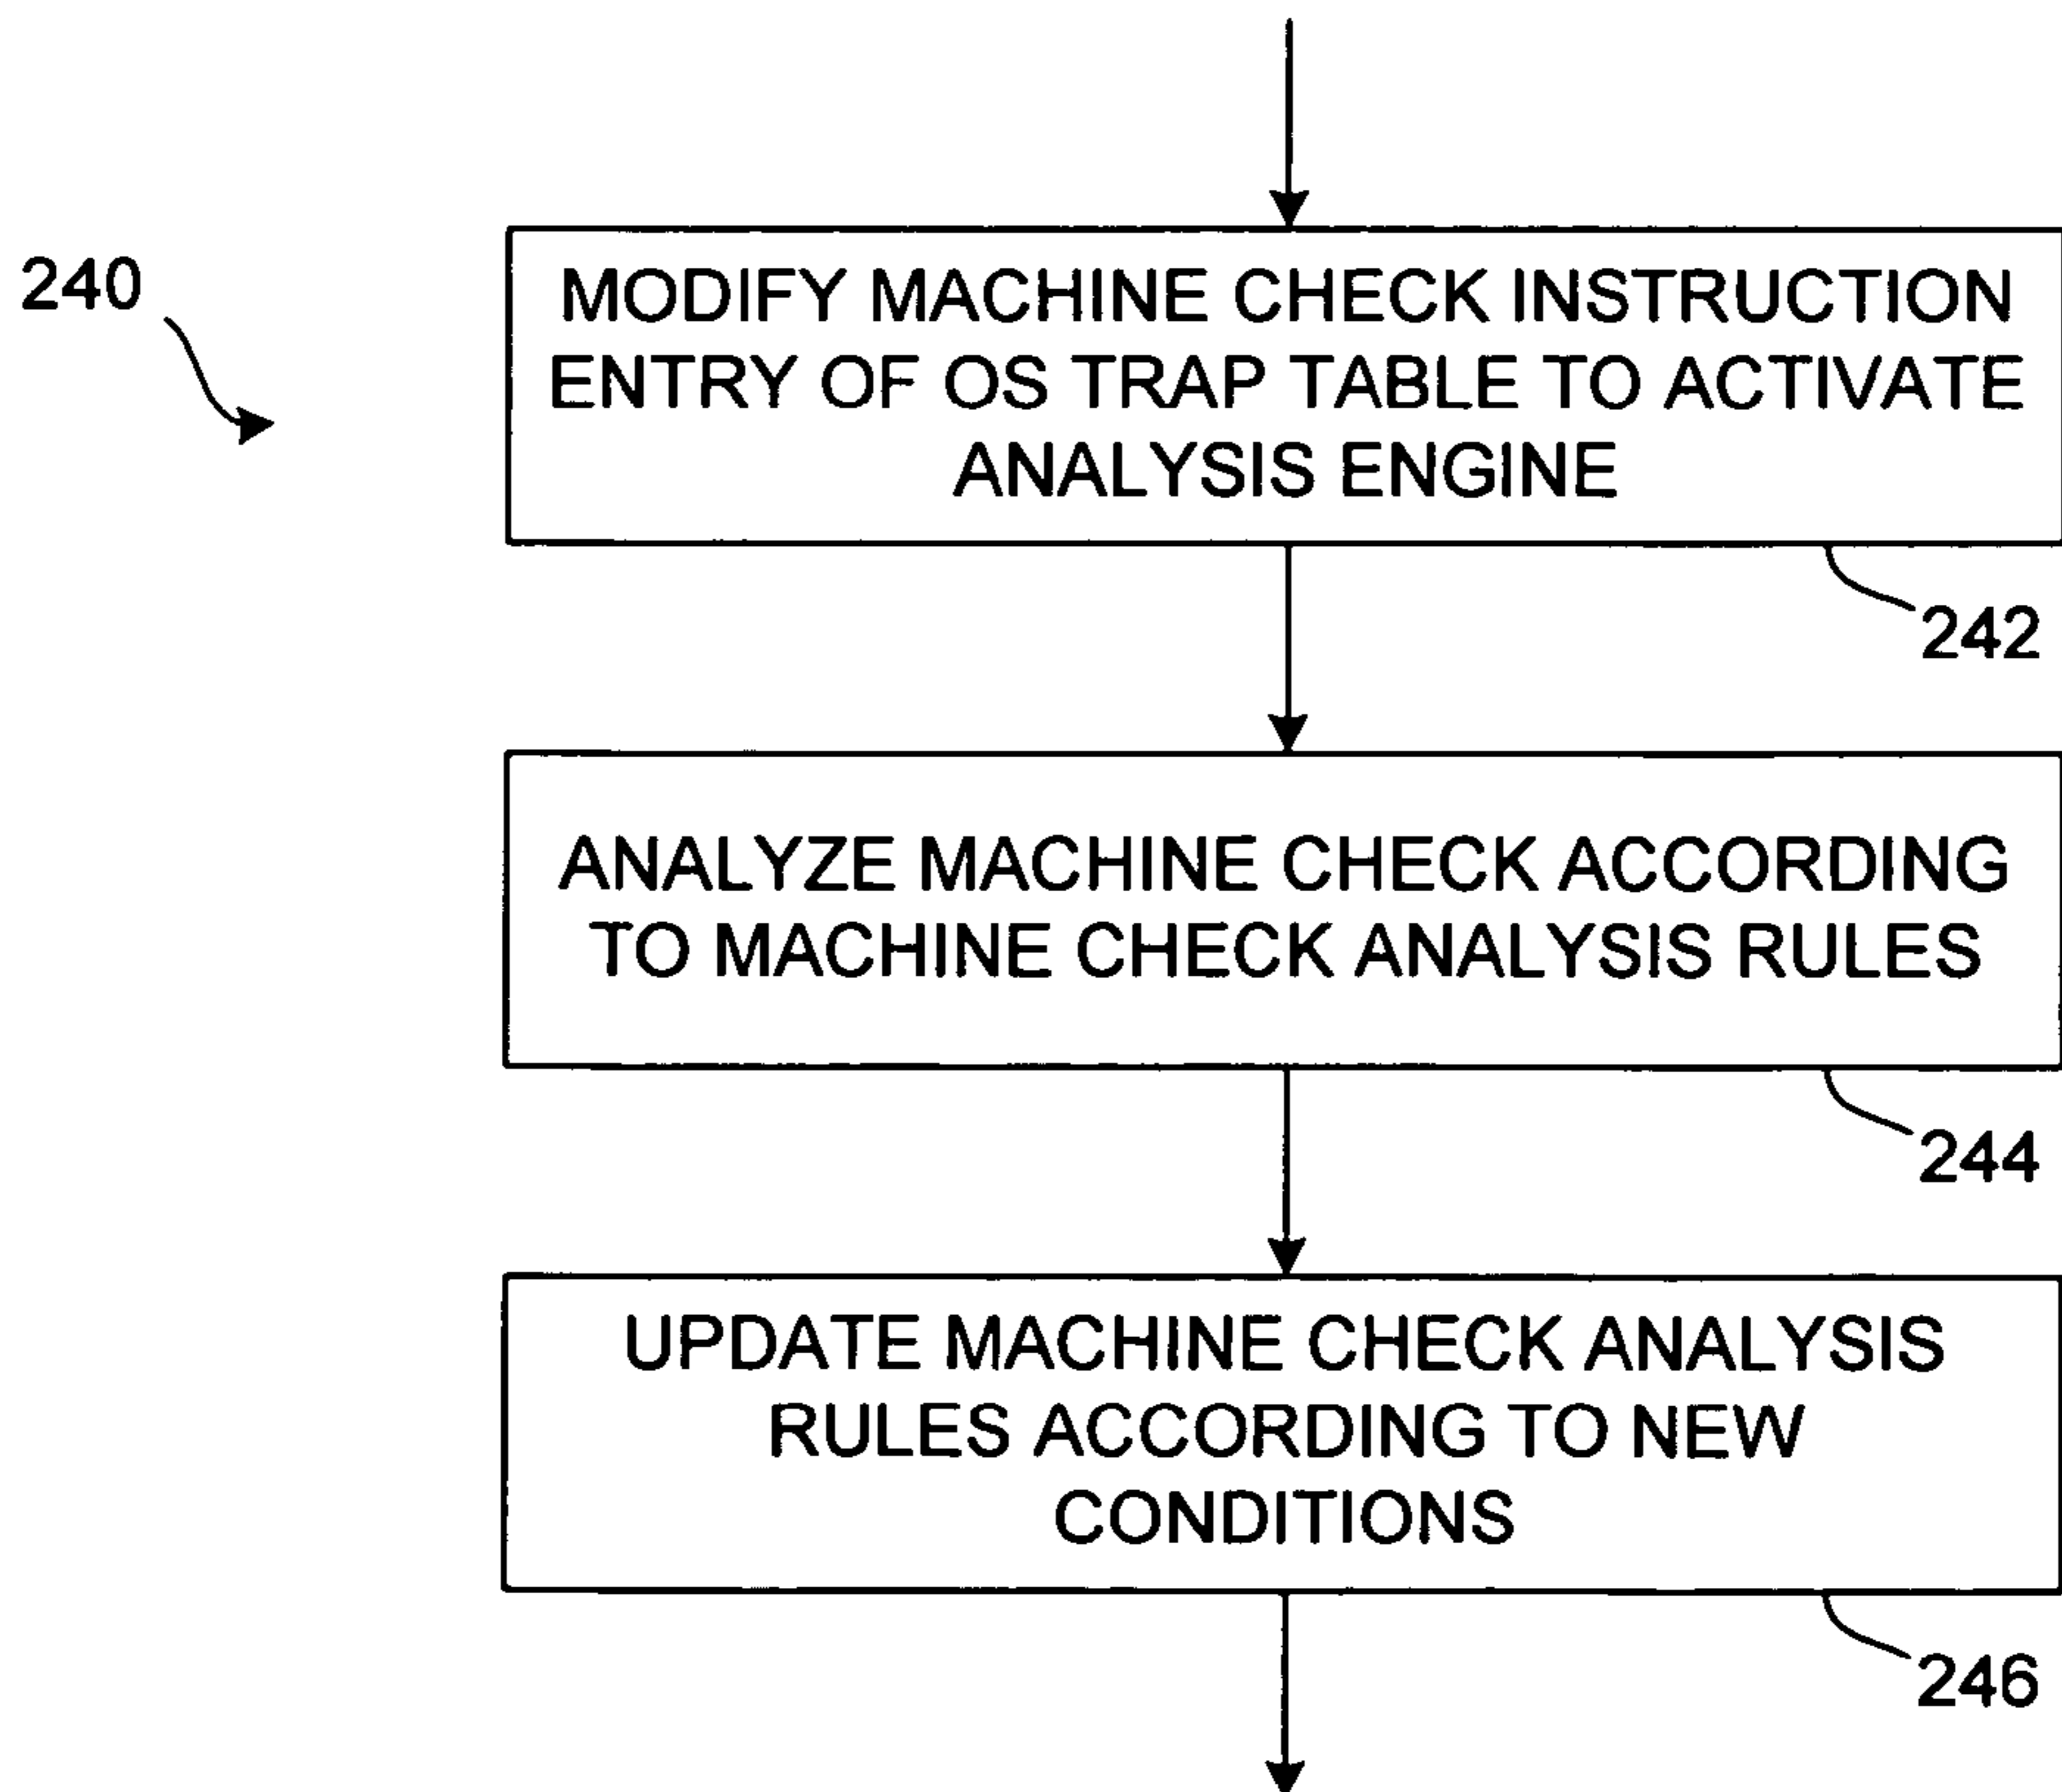 240
MODIFY MACHINE CHECK INSTRUCTION
ENTRY OF OS TRAP TABLE TO ACTIVATE
ANALYSIS ENGINE
242
ANALYZE MACHINE CHECK ACCORDING
TO MACHINE CHECK ANALYSIS RULES
244
UPDATE MACHINE CHECK ANALYSIS
RULES ACCORDING TO NEW
CONDITIONS
246